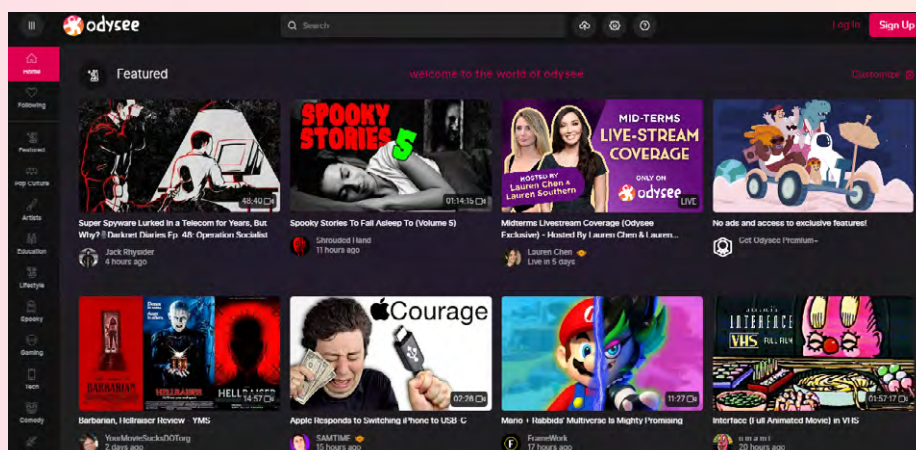 odysee
Search
Log In
Sign Up
Home
Following
Featured
Pop Culture
Artists
Education
Lifestyle
Spooky
Gaming
Tech
Comedy
Featured
welcome to the world of odysee
Customize
48:40
SPOOKY
STORIES
5
01:14:15
MID-TERMS
LIVE-STREAM
COVERAGE
HOSTED BY
Lauren Chen &
Lauren Southern
ONLY ON
odysee
LIVE
Super Spyware Lurked In a Telecom for Years, But
Why? Darknet Diaries Ep. 48: Operation Socialist
Jack Rhysider
4 hours ago
Spooky Stories To Fall Asleep To (Volume 5)
Shrouded Hand
11 hours ago
Midterms Livestream Coverage (Odysee
Exclusive) - Hosted By Lauren Chen & Lauren...
Lauren Chen
Live in 5 days
No ads and access to exclusive features!
Get Odysee Premium+
BARBARIAN
HELLRAISER
HELLRAISER
14:57
Courage
02:26
11:27
INTERFACE
VHS FULL FILM
01:57:17
Barbarian, Hellraiser Review - YMS
YourMovieSucksDOTorg
2 days ago
Apple Responds to Switching iPhone to USB-C
SAMTIME
15 hours ago
Mario + Rabbids' Multiverse Is Mighty Promising
FrameWork
17 hours ago
Interface (Full Animated Movie) in VHS
u m a m i
20 hours ago